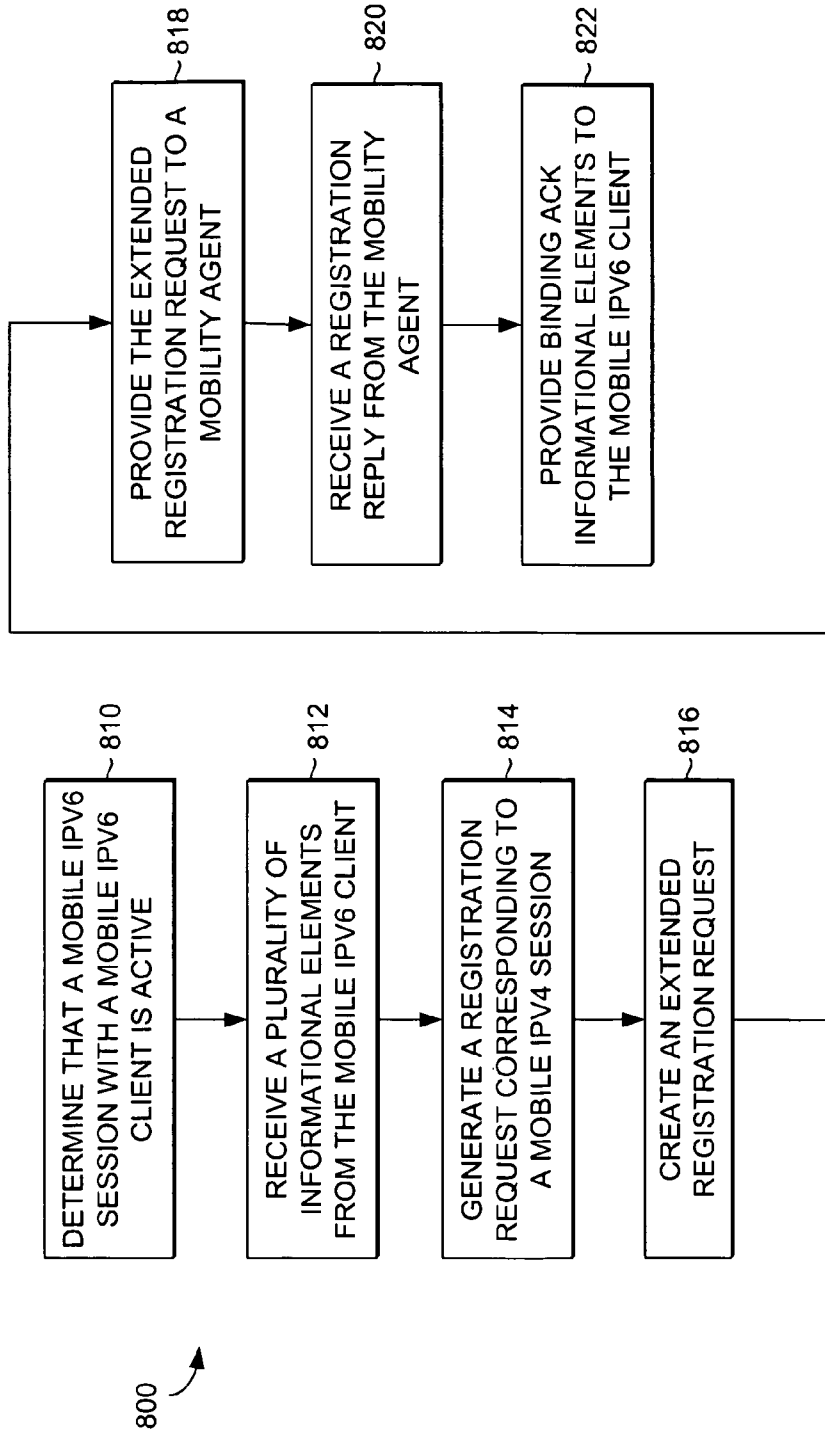 800
DETERMINE THAT A MOBILE IPV6
SESSION WITH A MOBILE IPV6
CLIENT IS ACTIVE
810
RECEIVE A PLURALITY OF
INFORMATIONAL ELEMENTS
FROM THE MOBILE IPV6 CLIENT
812
GENERATE A REGISTRATION
REQUEST CORRESPONDING TO
A MOBILE IPV4 SESSION
814
CREATE AN EXTENDED
REGISTRATION REQUEST
816
PROVIDE THE EXTENDED
REGISTRATION REQUEST TO A
MOBILITY AGENT
818
RECEIVE A REGISTRATION
REPLY FROM THE MOBILITY
AGENT
820
PROVIDE BINDING ACK
INFORMATIONAL ELEMENTS TO
THE MOBILE IPV6 CLIENT
822